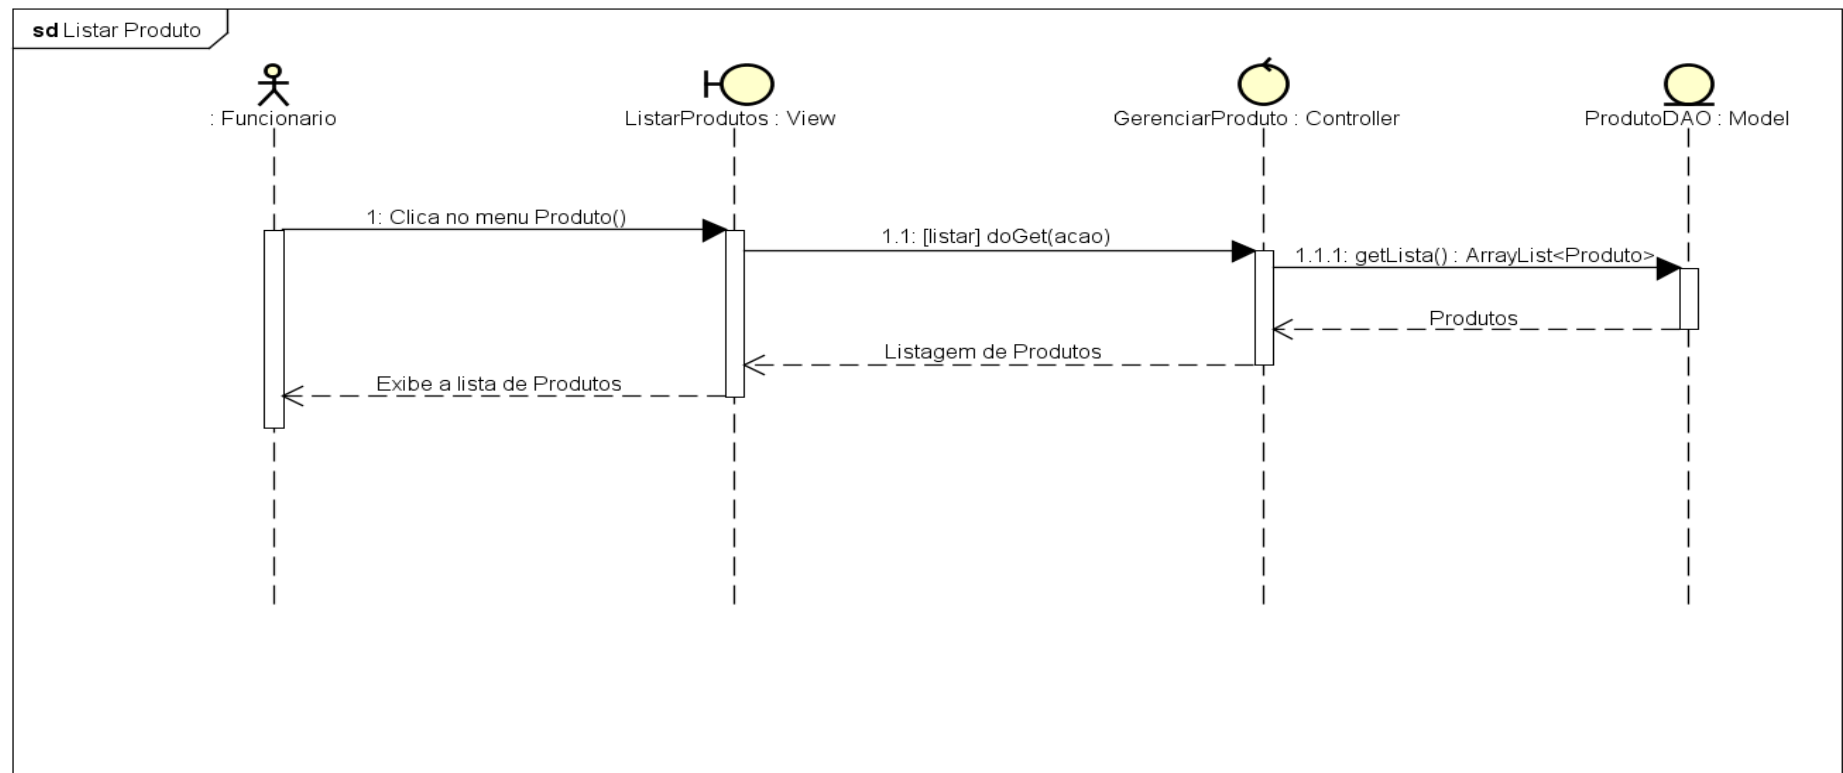 sd Listar Produto
: Funcionario
ListarProdutos : View
GerenciarProduto : Controller
ProdutoDAO : Model
1: Clica no menu Produto()
1.1: [listar] doGet(acao)
1.1.1: getLista() : ArrayList<Produto>
Produtos
Listagem de Produtos
Exibe a lista de Produtos